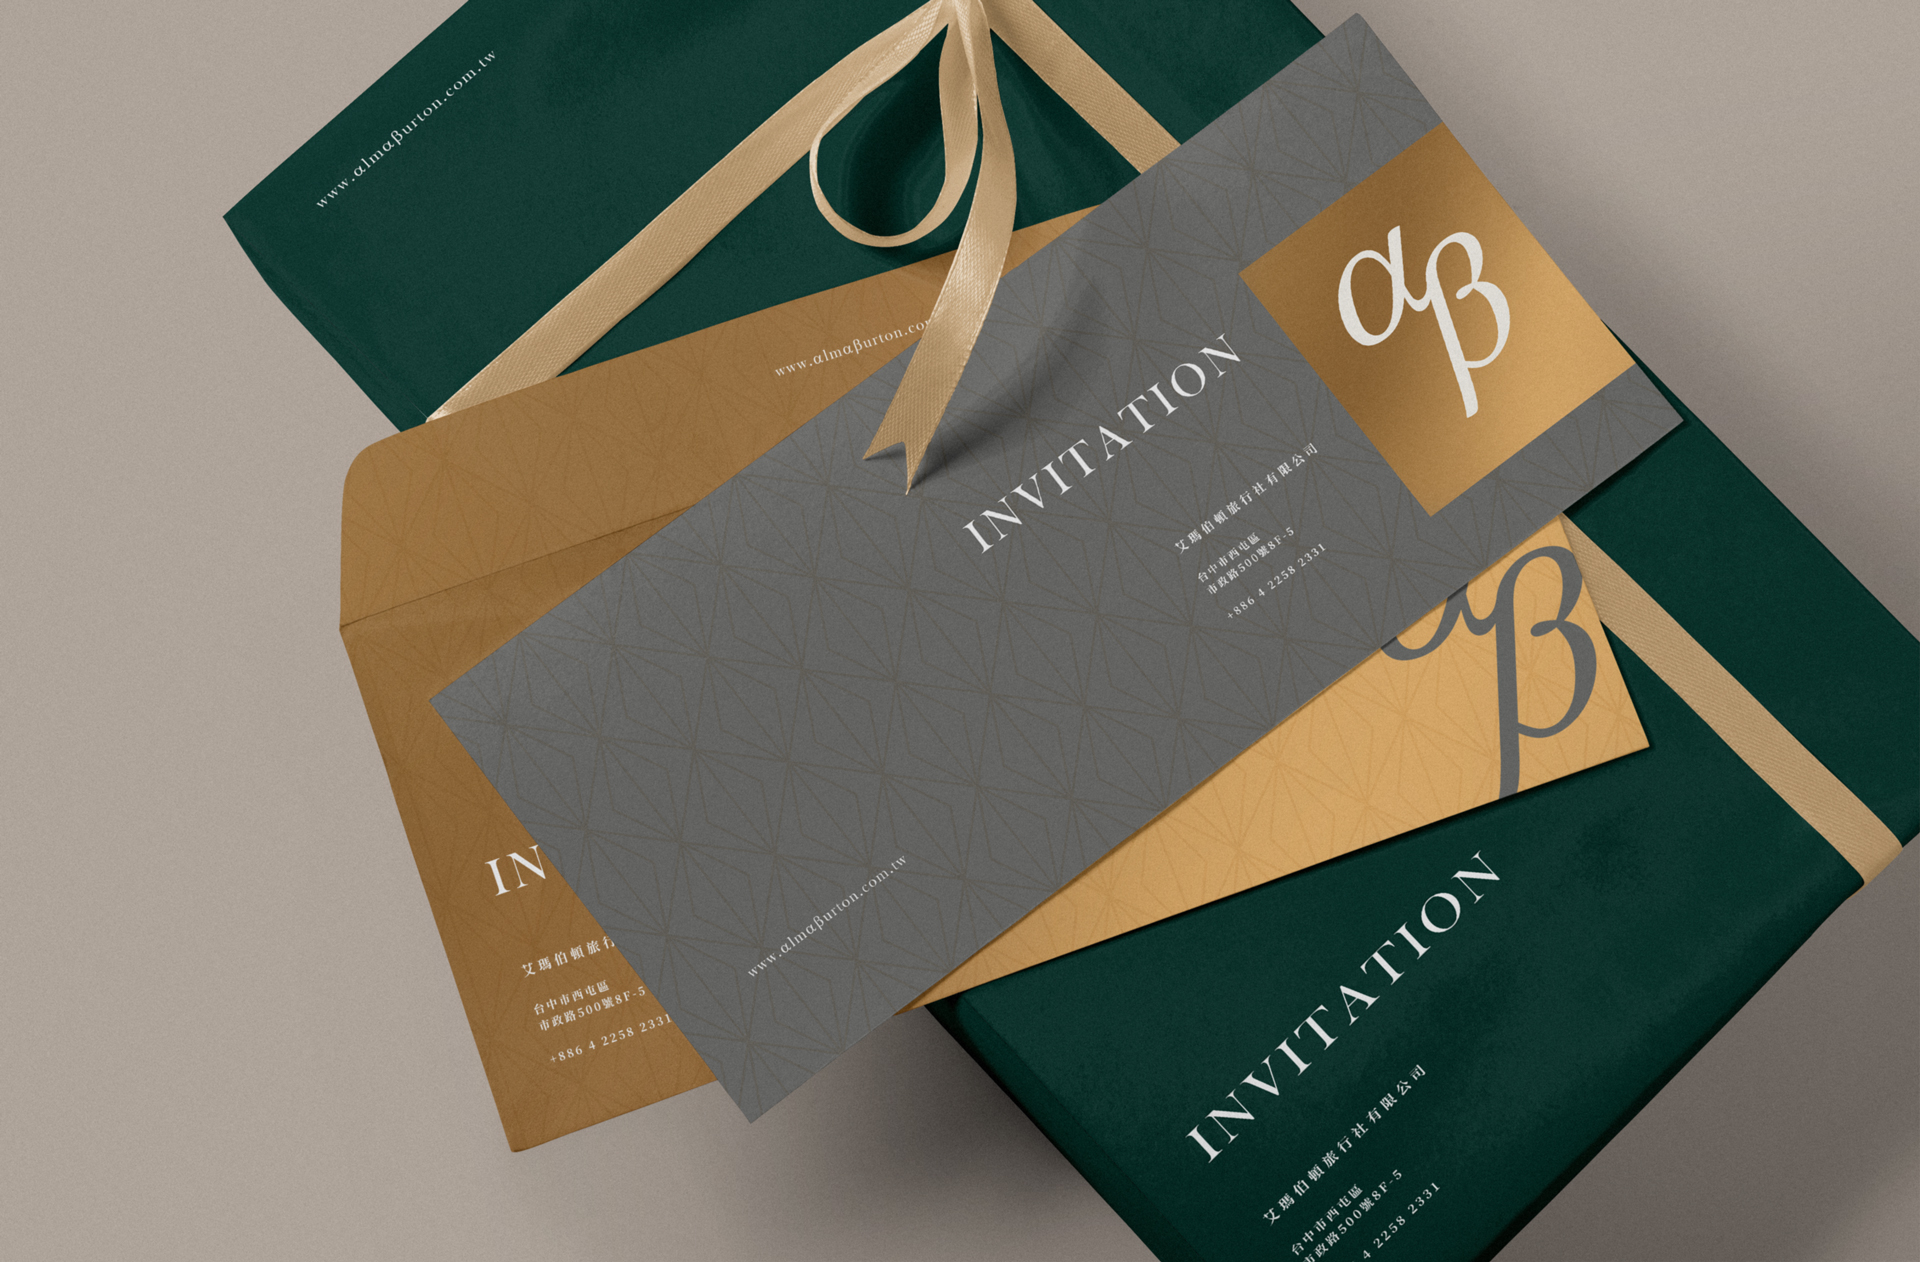 www.αlmαβurton.com.tw
www.αlmαβurton.co
αβ
INVITATION
艾瑪伯頓旅行社有限公司
台中市西屯區
市政路500號8F-5
+886 4 2258 2331
www.αlmαβurton.com.tw
αβ
IN
艾瑪伯頓旅行
台中市西屯區
市政路500號8F-5
+886 4 2258 2331
INVITATION
艾瑪伯頓旅行社有限公司
台中市西屯區
市政路500號8F-5
4 2258 2331